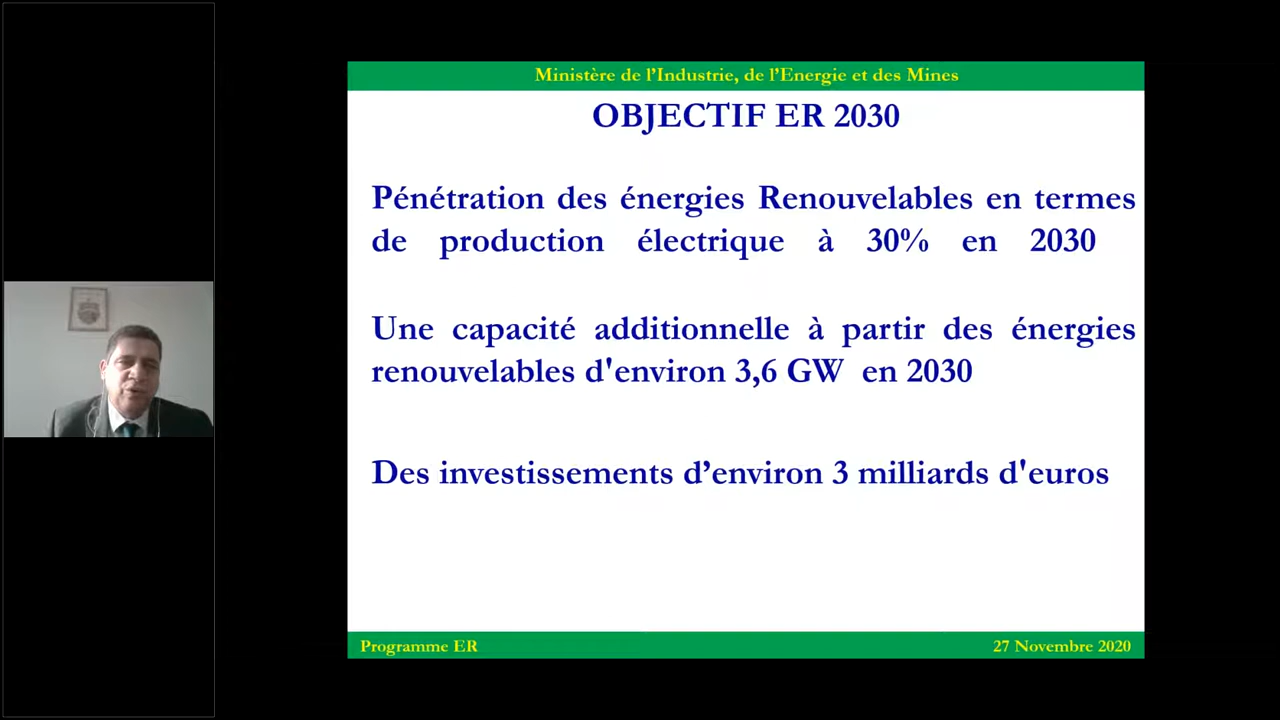 Ministère de l’Industrie, de l’Energie et des Mines
OBJECTIF ER 2030
Pénétration des énergies Renouvelables en termes
de production électrique à 30% en 2030
Une capacité additionnelle à partir des énergies
renouvelables d'environ 3,6 GW en 2030
Des investissements d’environ 3 milliards d'euros
Programme ER
27 Novembre 2020